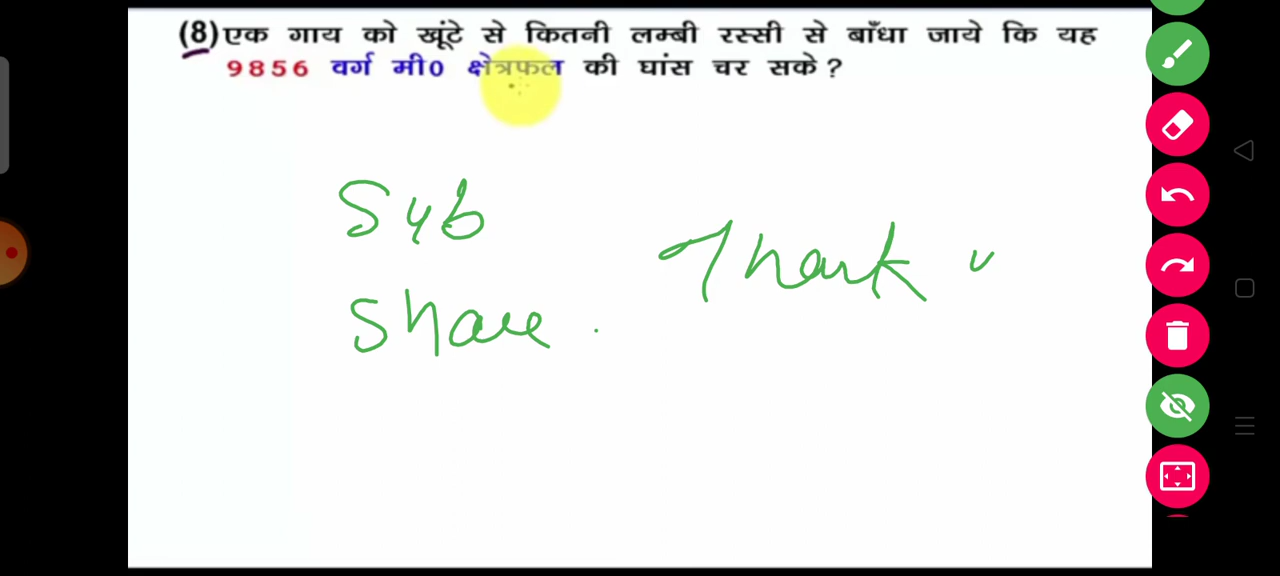 (8)एक गाय को खूंटे से कितनी लम्बी रस्सी से बाँधा जाये कि यह
9856 वर्ग मी0 क्षेत्रफल की घांस चर सके ?
Sub
Thank u
Share .